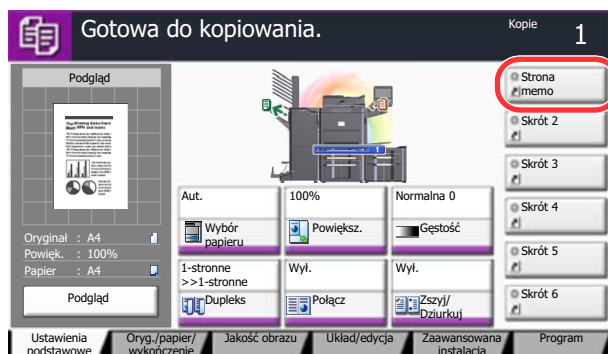 Gotowa do kopiowania.
Kopie
1
Podgląd
Oryginał : A4
Powięk. : 100%
Papier : A4
Podgląd
Aut.
Wybór
papieru
100%
Powiększ.
Normalna 0
Gęstość
1-stronne
>>1-stronne
Dupleks
Wył.
Połącz
Wył.
Zszyj/
Dziurkuj
Strona
memo
Skrót 2
Skrót 3
Skrót 4
Skrót 5
Skrót 6
Ustawienia
podstawowe
Oryg./papier/
wykończenie
Jakość obrazu
Układ/edycja
Zaawansowana
instalacja
Program